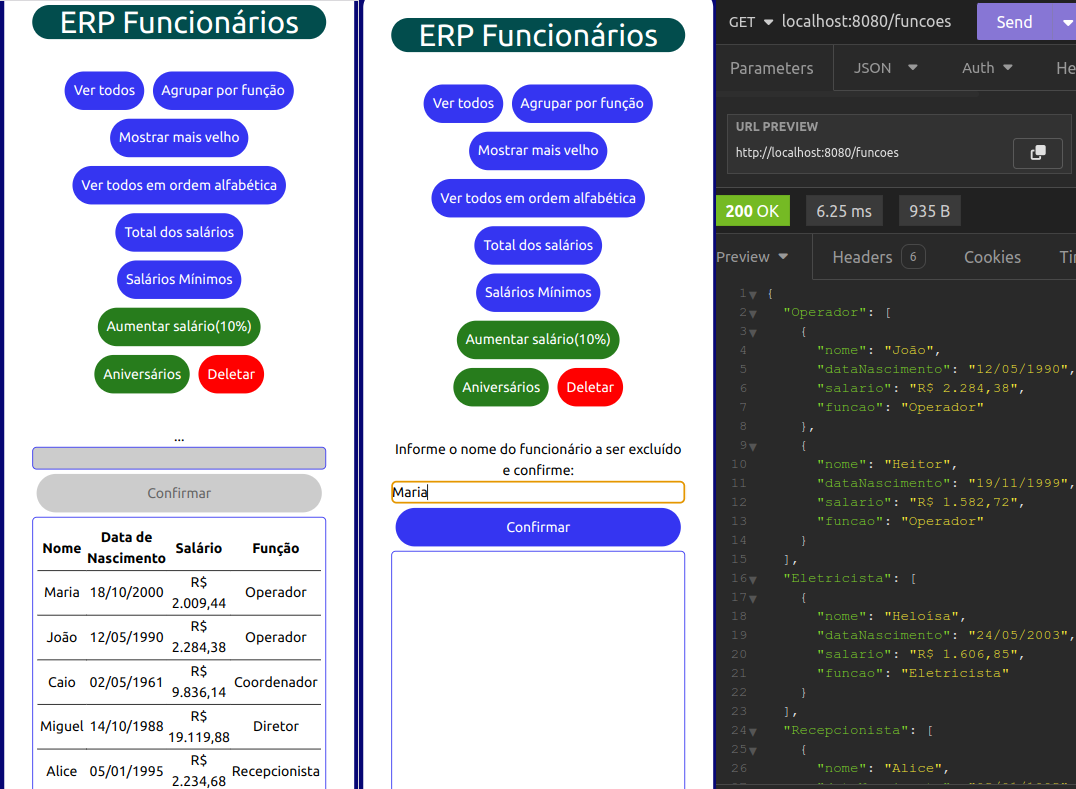 ERP Funcionários
Ver todos
Agrupar por função
Mostrar mais velho
Ver todos em ordem alfabética
Total dos salários
Salários Mínimos
Aumentar salário(10%)
Aniversários
Deletar
...
Confirmar
Nome Data de Nascimento Salário Função
Maria 18/10/2000 R$ 2.009,44 Operador
João 12/05/1990 R$ 2.284,38 Operador
Caio 02/05/1961 R$ 9.836,14 Coordenador
Miguel 14/10/1988 R$ 19.119,88 Diretor
Alice 05/01/1995 R$ 2.234,68 Recepcionista
ERP Funcionários
Ver todos
Agrupar por função
Mostrar mais velho
Ver todos em ordem alfabética
Total dos salários
Salários Mínimos
Aumentar salário(10%)
Aniversários
Deletar
Informe o nome do funcionário a ser excluído
e confirme:
Maria
Confirmar
GET localhost:8080/funcoes Send
Parameters JSON Auth He
URL PREVIEW
http://localhost:8080/funcoes
200 OK 6.25 ms 935 B
Preview Headers 6 Cookies Ti
1 {
2 "Operador": [
3 {
4 "nome": "João",
5 "dataNascimento": "12/05/1990",
6 "salario": "R$ 2.284,38",
7 "funcao": "Operador"
8 },
9 {
10 "nome": "Heitor",
11 "dataNascimento": "19/11/1999",
12 "salario": "R$ 1.582,72",
13 "funcao": "Operador"
14 }
15 ],
16 "Eletricista": [
17 {
18 "nome": "Heloísa",
19 "dataNascimento": "24/05/2003",
20 "salario": "R$ 1.606,85",
21 "funcao": "Eletricista"
22 }
23 ],
24 "Recepcionista": [
25 {
26 "nome": "Alice",